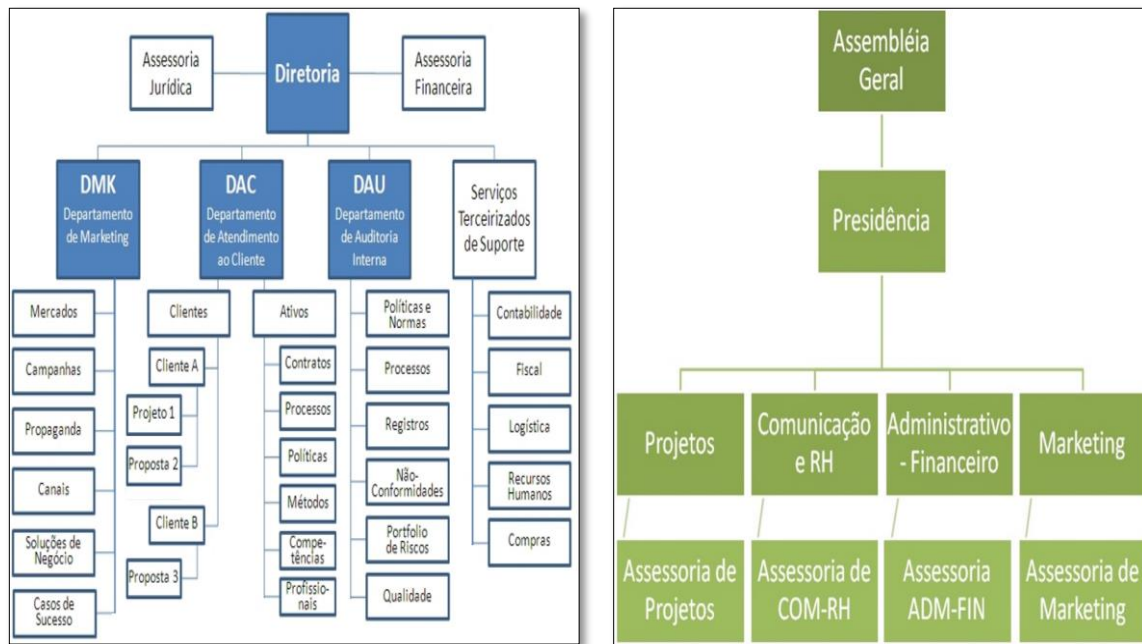 Assessoria
Jurídica
Diretoria
Assessoria
Financeira
DMK
Departamento
de Marketing
DAC
Departamento
de Atendimento
ao Cliente
DAU
Departamento
de Auditoria
Interna
Serviços
Terceirizados
de Suporte
Mercados
Campanhas
Propaganda
Canais
Soluções de
Negócio
Casos de
Sucesso
Clientes
Cliente A
Projeto 1
Proposta 2
Cliente B
Proposta 3
Ativos
Contratos
Processos
Políticas
Métodos
Compe-
tências
Profissio-
nais
Políticas e
Normas
Processos
Registros
Não-
Conformidades
Portfolio
de Riscos
Qualidade
Contabilidade
Fiscal
Logística
Recursos
Humanos
Compras
Assembléia
Geral
Presidência
Projetos
Comunicação
e RH
Administrativo
- Financeiro
Marketing
Assessoria de
Projetos
Assessoria de
COM-RH
Assessoria
ADM-FIN
Assessoria de
Marketing